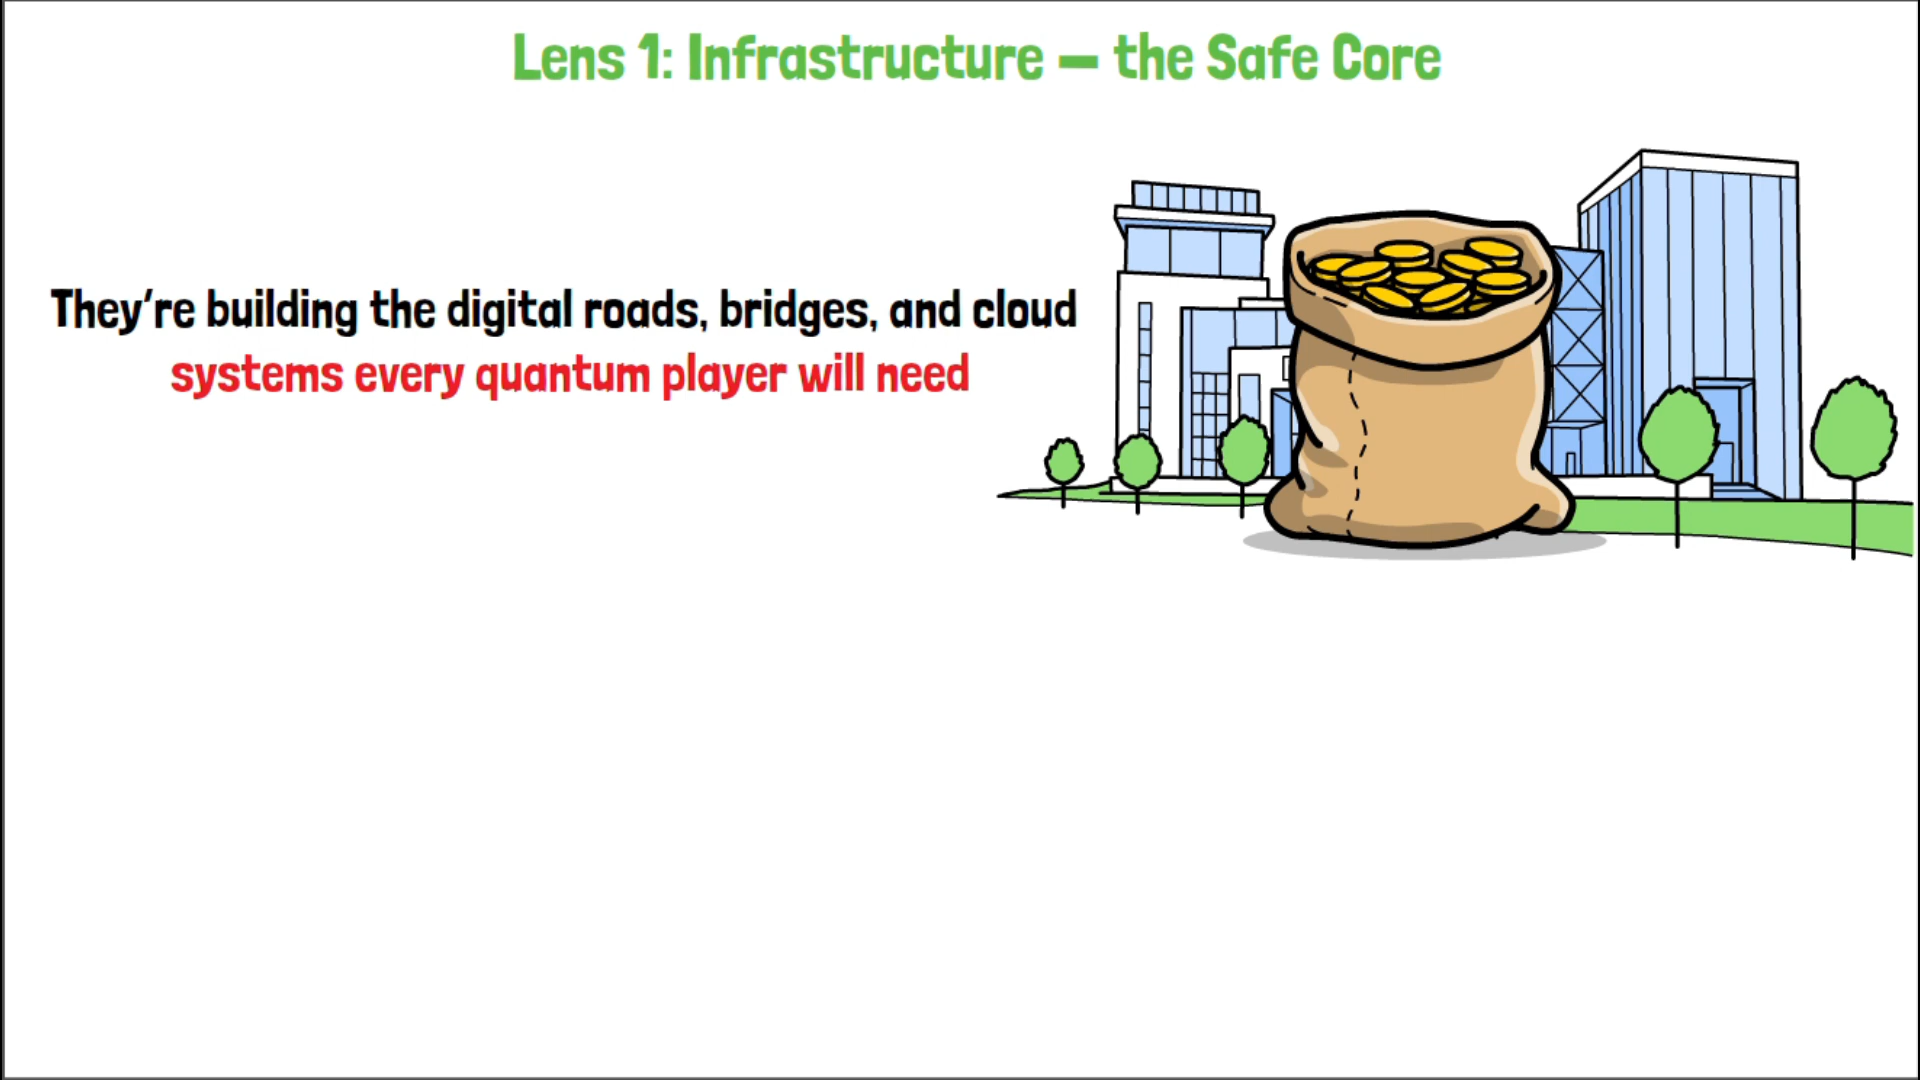 Lens 1: Infrastructure — the Safe Core
They're building the digital roads, bridges, and cloud
systems every quantum player will need